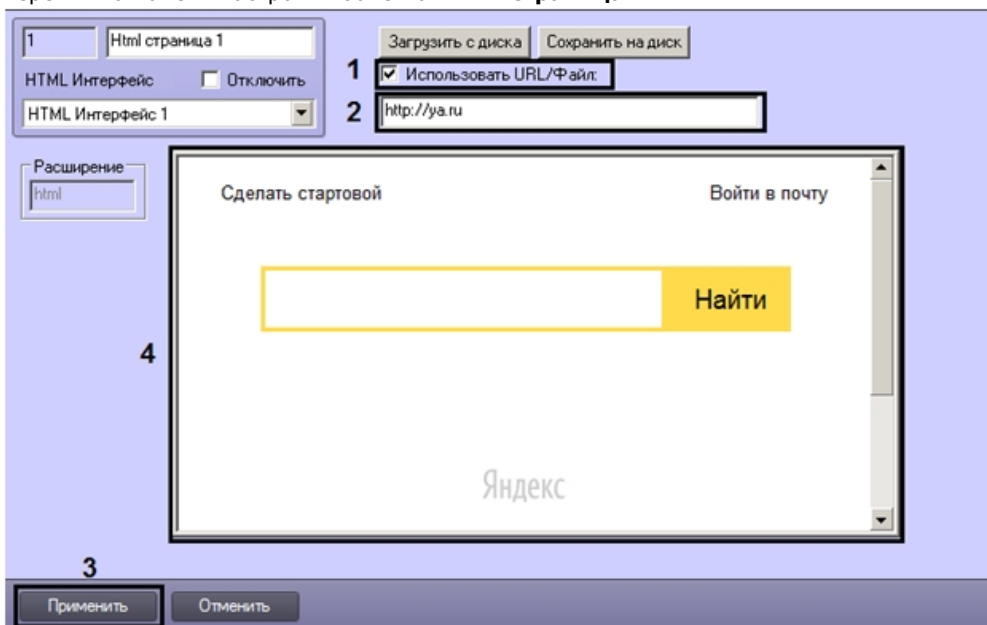 1
Html страница 1
Загрузить с диска
Сохранить на диск
HTML Интерфейс
Отключить
1
Использовать URL/Файл:
HTML Интерфейс 1
2
http://ya.ru
Расширение
html
Сделать стартовой
Войти в почту
Найти
4
Яндекс
3
Применить
Отменить